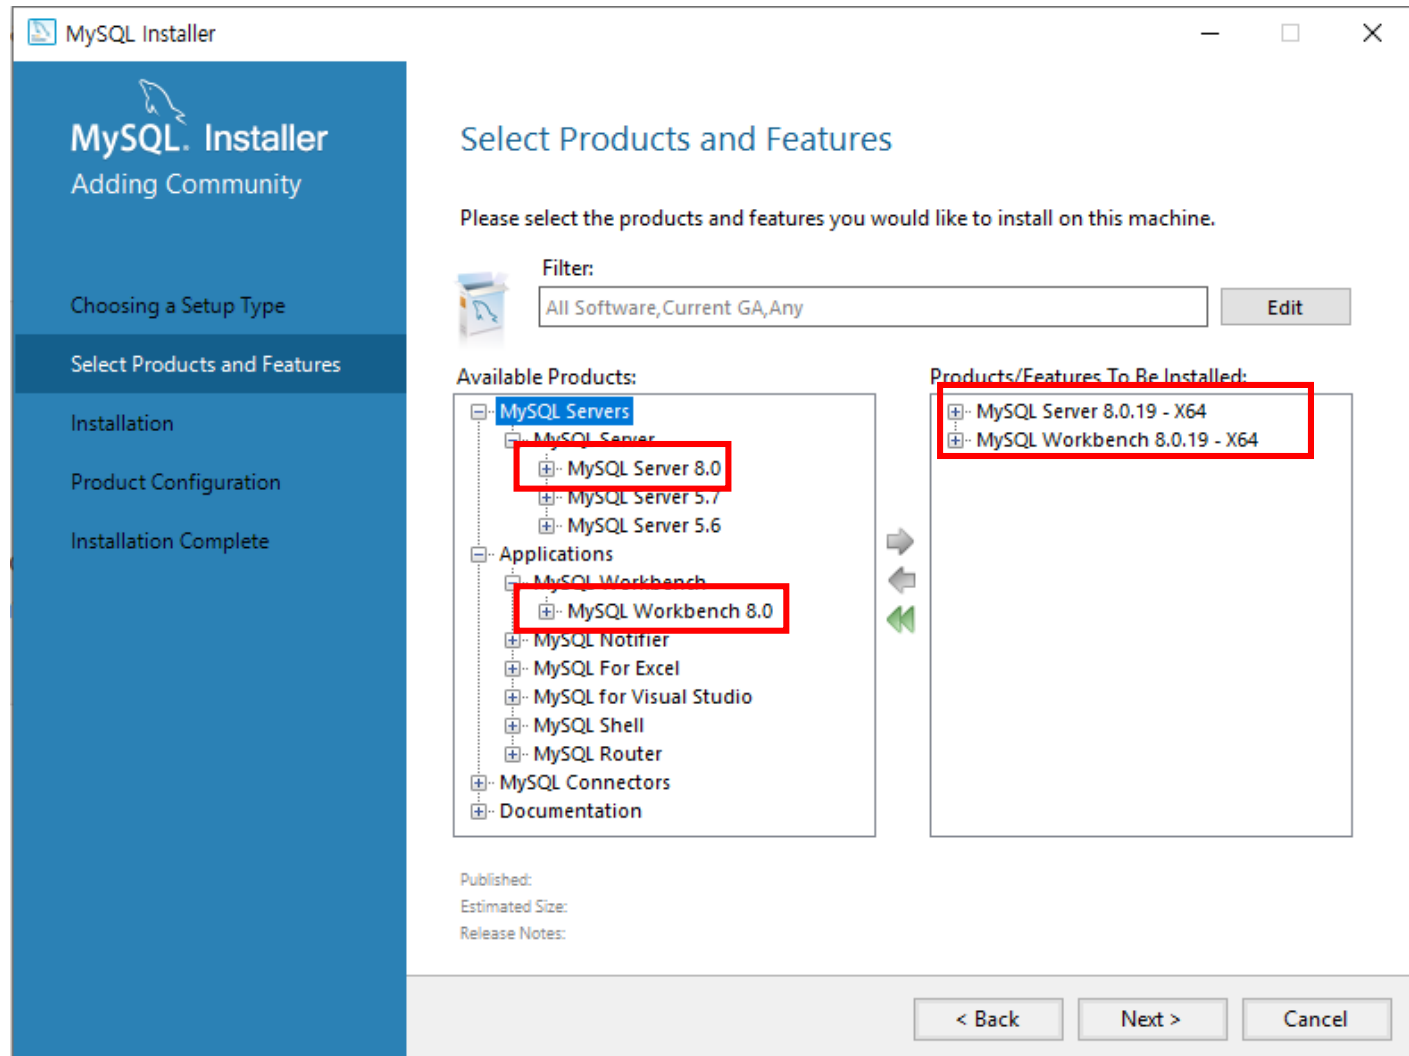 MySQL Installer
MySQL. Installer
Adding Community
Choosing a Setup Type
Select Products and Features
Installation
Product Configuration
Installation Complete
Select Products and Features
Please select the products and features you would like to install on this machine.
Filter:
All Software,Current GA,Any
Edit
Available Products:
MySQL Servers
MySQL Server
MySQL Server 8.0
MySQL Server 5.7
MySQL Server 5.6
Applications
MySQL Workbench
MySQL Workbench 8.0
MySQL Notifier
MySQL For Excel
MySQL for Visual Studio
MySQL Shell
MySQL Router
MySQL Connectors
Documentation
Products/Features To Be Installed:
MySQL Server 8.0.19 - X64
MySQL Workbench 8.0.19 - X64
Published:
Estimated Size:
Release Notes:
< Back
Next >
Cancel